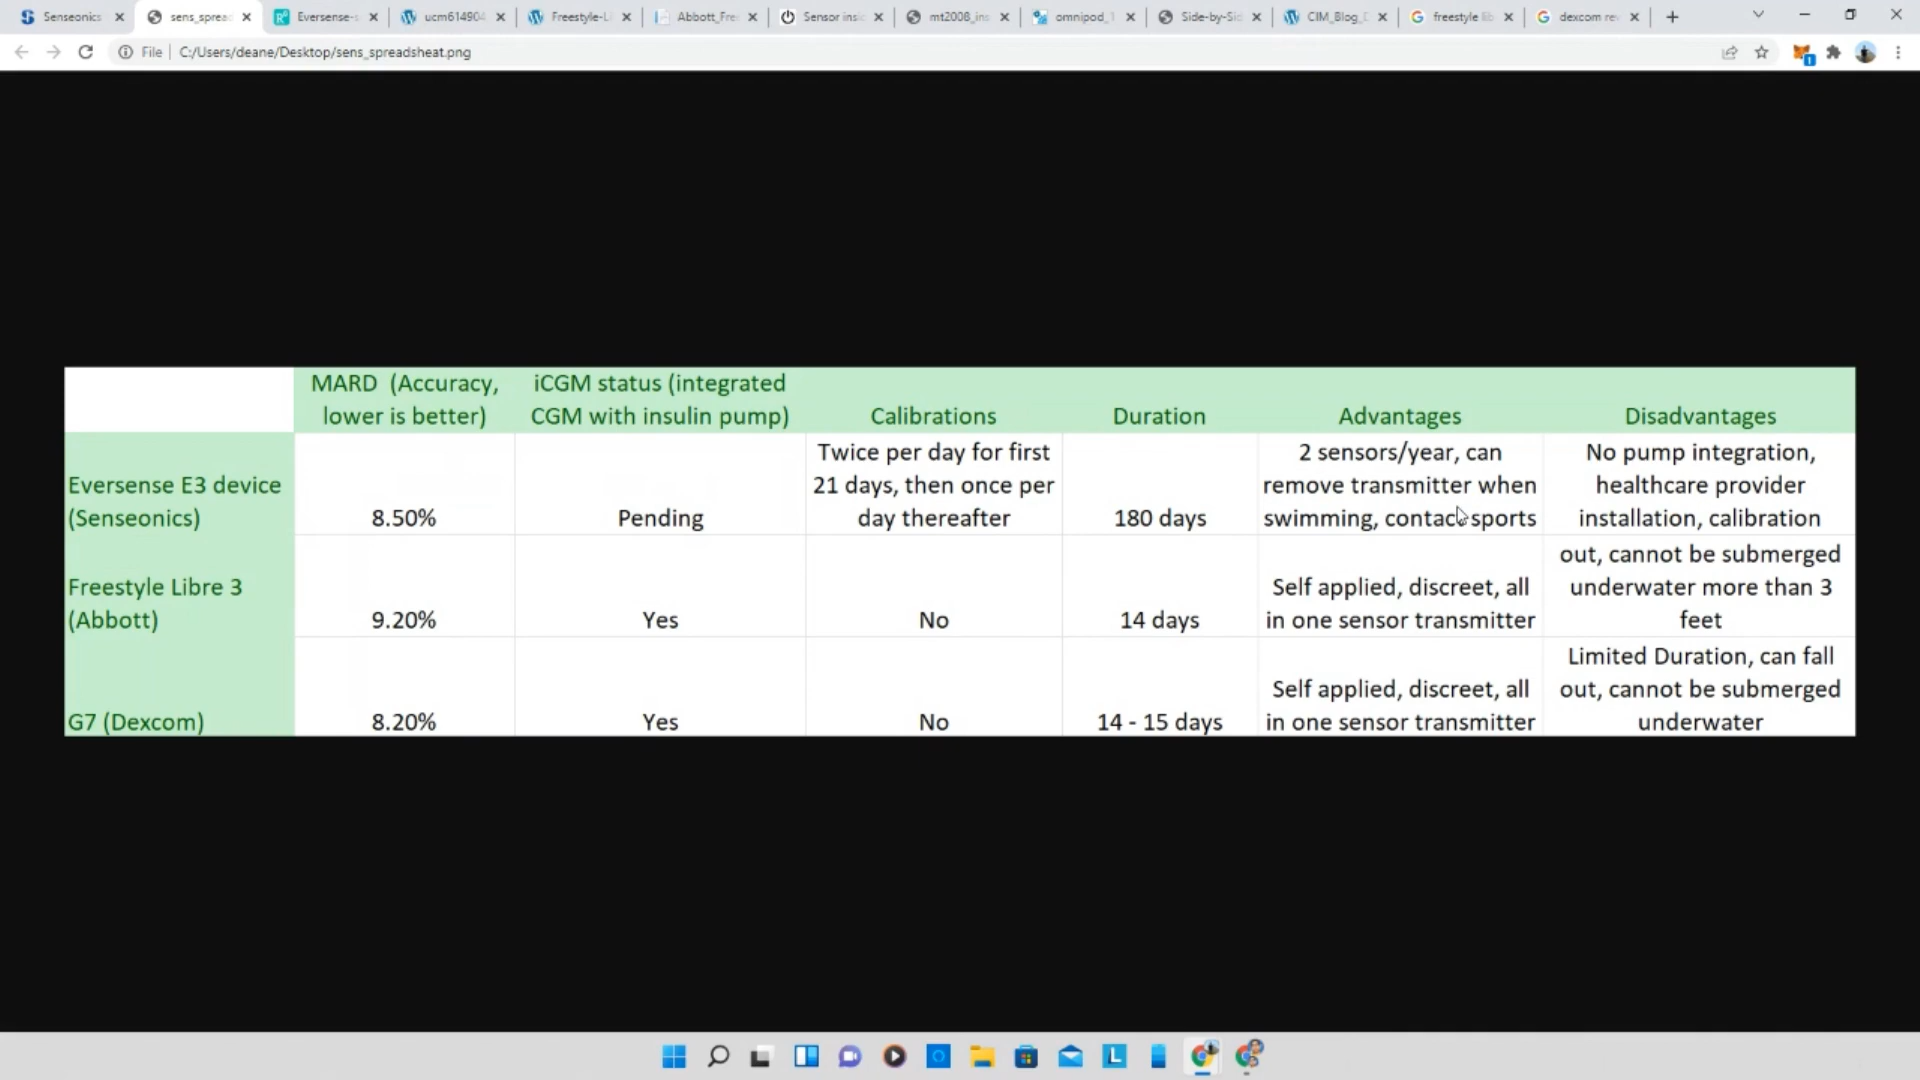 Senseonics
sens_sprea
Eversense-
ucm614904
Freestyle-L
Abbott_Fre
Sensor insi
mt2008_ins
omnipod_1
Side-by-Sid
CIM_Blog_D
freestyle lib
dexcom rev
File C:/Users/deane/Desktop/sens_spreadsheat.png
MARD (Accuracy,
lower is better)
iCGM status (integrated
CGM with insulin pump)
Calibrations
Duration
Advantages
Disadvantages
Eversense E3 device
(Senseonics)
8.50%
Pending
Twice per day for first
21 days, then once per
day thereafter
180 days
2 sensors/year, can
remove transmitter when
swimming, contact sports
No pump integration,
healthcare provider
installation, calibration
Freestyle Libre 3
(Abbott)
9.20%
Yes
No
14 days
Self applied, discreet, all
in one sensor transmitter
out, cannot be submerged
underwater more than 3
feet
G7 (Dexcom)
8.20%
Yes
No
14 - 15 days
Self applied, discreet, all
in one sensor transmitter
Limited Duration, can fall
out, cannot be submerged
underwater